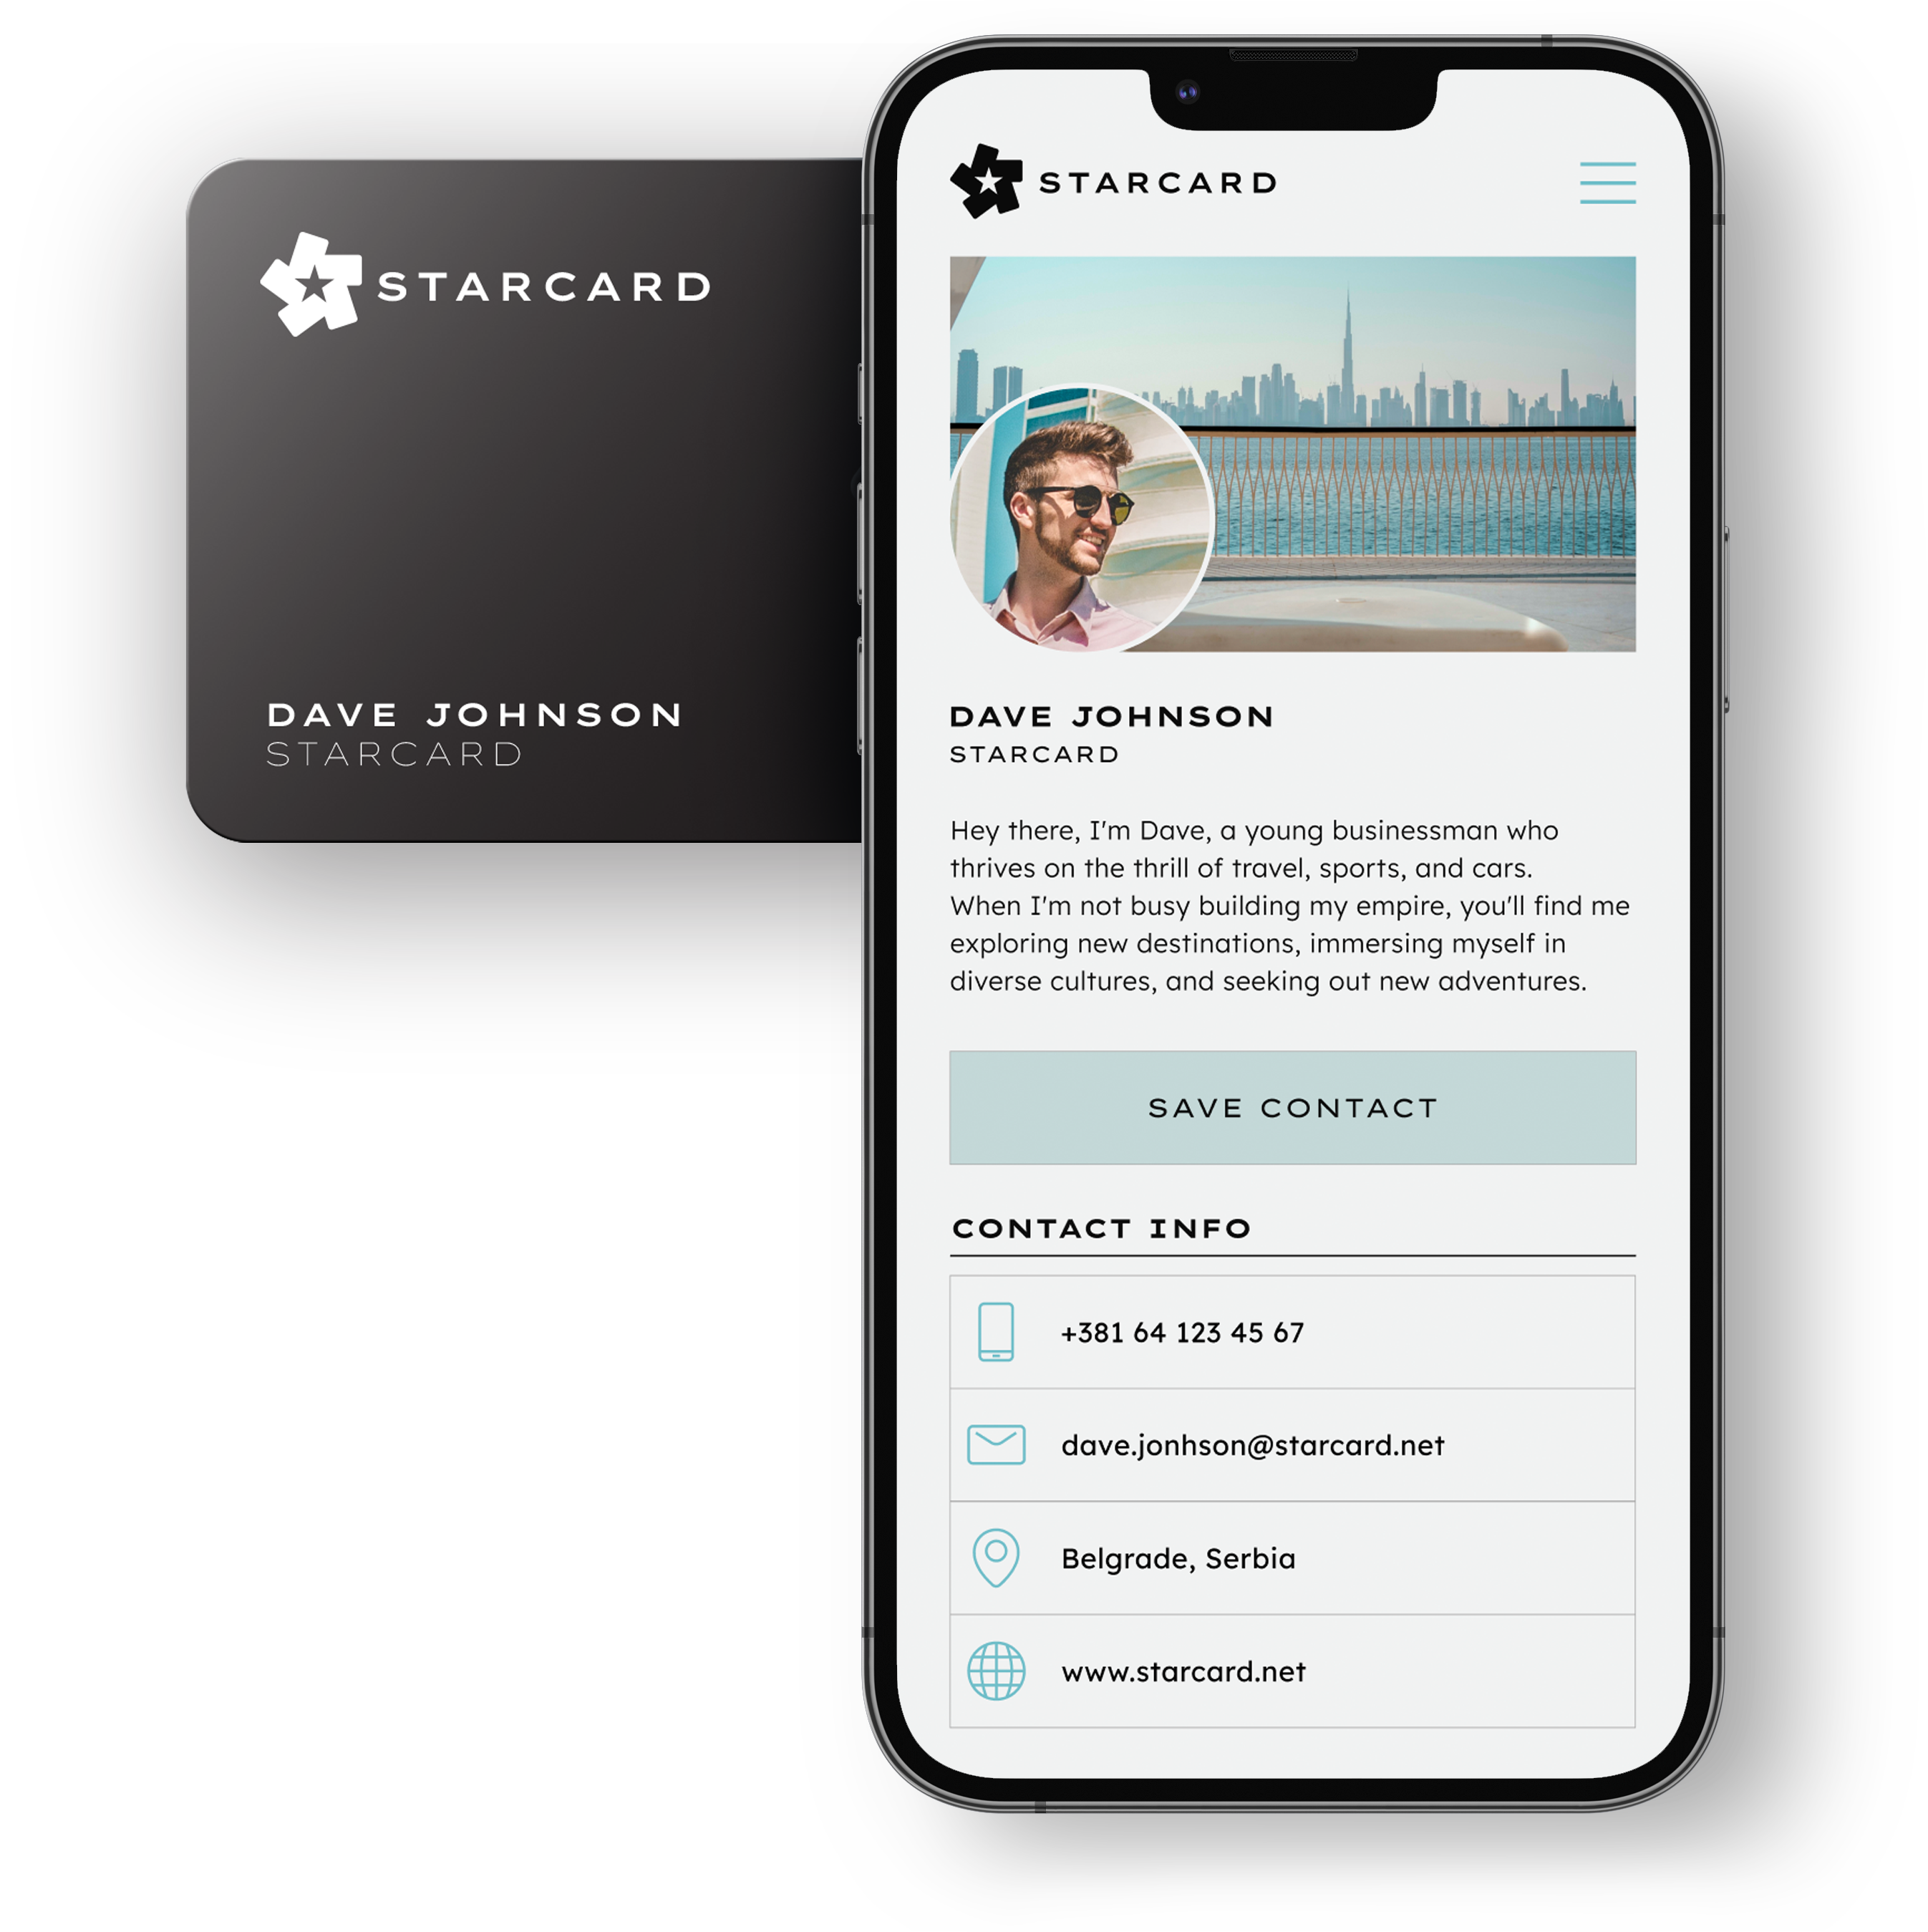 STARCARD
DAVE JOHNSON
STARCARD
STARCARD
DAVE JOHNSON
STARCARD
Hey there, I'm Dave, a young businessman who
thrives on the thrill of travel, sports, and cars.
When I'm not busy building my empire, you'll find me
exploring new destinations, immersing myself in
diverse cultures, and seeking out new adventures.
SAVE CONTACT
CONTACT INFO
+381 64 123 45 67
dave.jonhson@starcard.net
Belgrade, Serbia
www.starcard.net